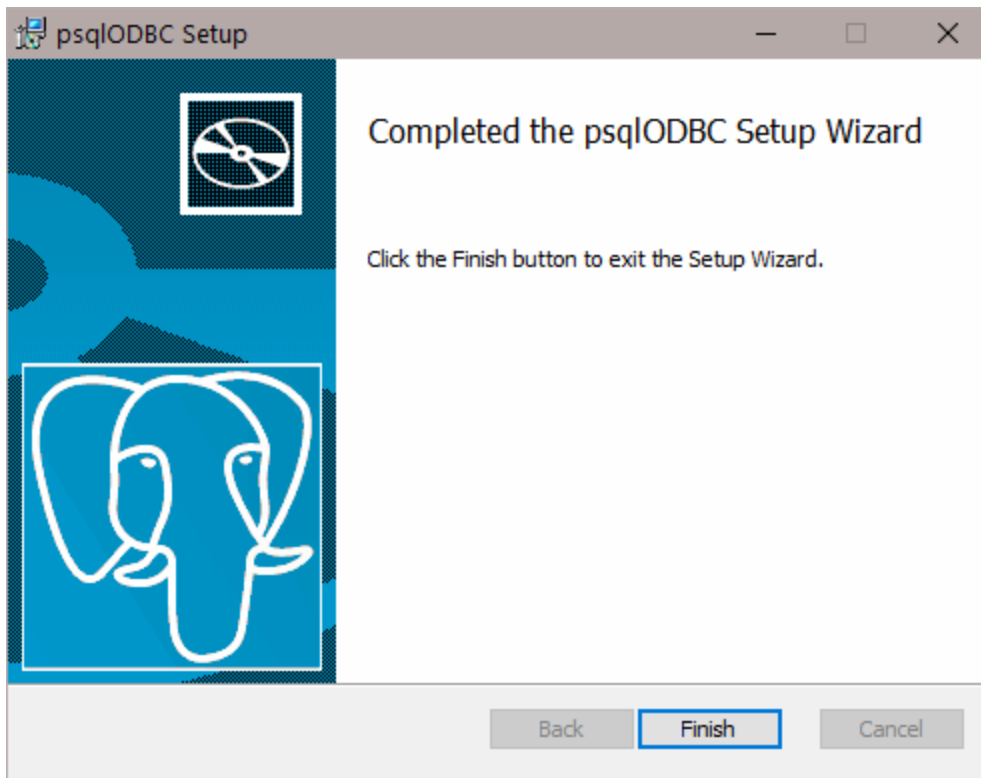 psqlODBC Setup
Completed the psqlODBC Setup Wizard
Click the Finish button to exit the Setup Wizard.
Back Finish Cancel